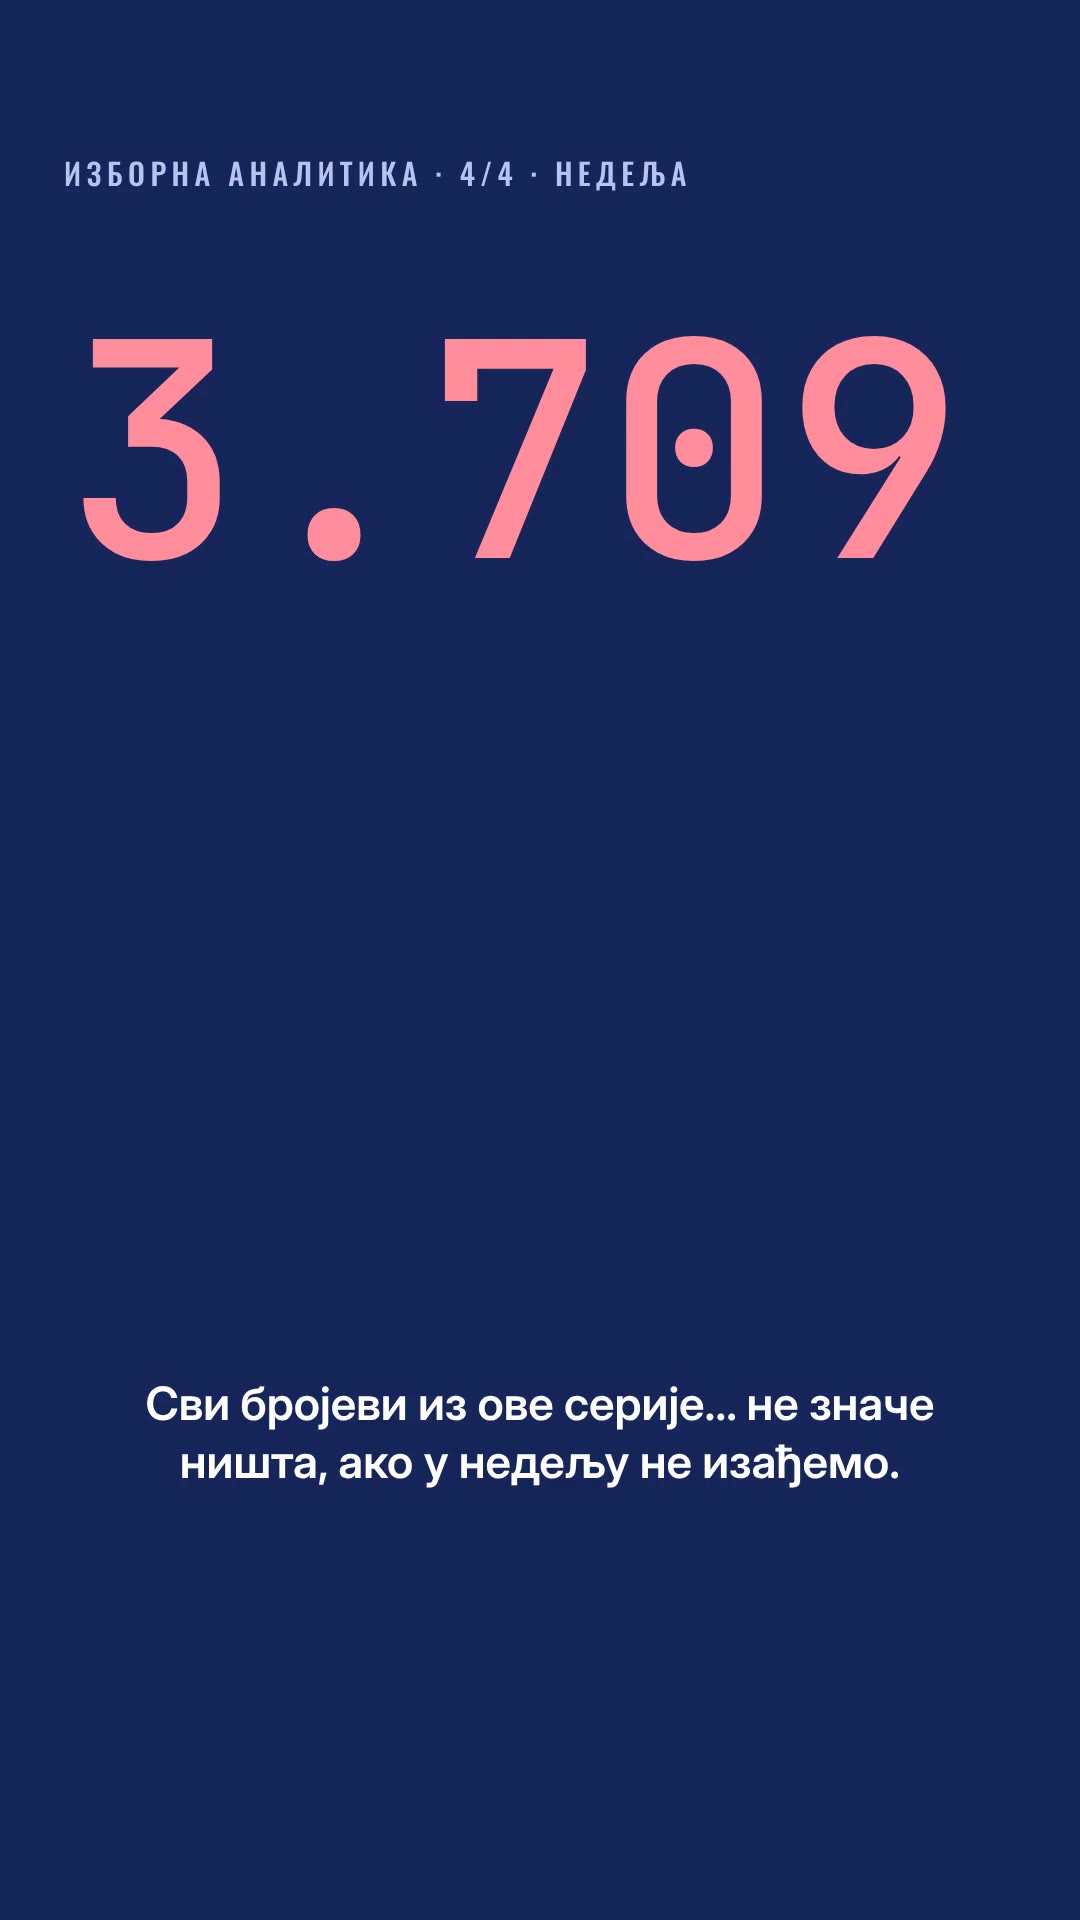 ИЗБОРНА АНАЛИТИКА · 4/4 · НЕДЕЉА
3.709
Сви бројеви из ове серије... не значе
ништа, ако у недељу не изађемо.